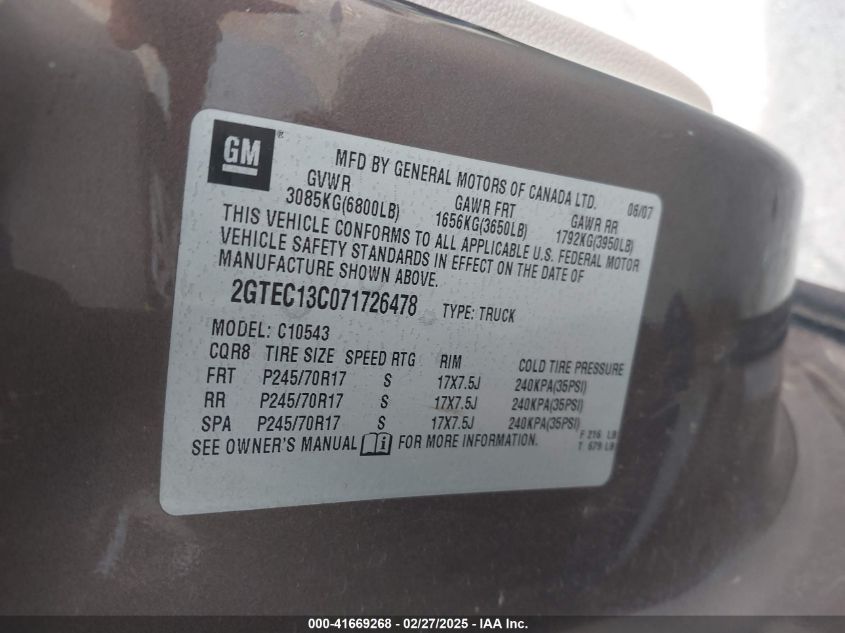 GM ®
MFD BY GENERAL MOTORS OF CANADA LTD. 06/07
GVWR GAWR FRT GAWR RR
3085KG(6800LB) 1656KG(3650LB) 1792KG(3950LB)
THIS VEHICLE CONFORMS TO ALL APPLICABLE U.S. FEDERAL MOTOR
VEHICLE SAFETY STANDARDS IN EFFECT ON THE DATE OF
MANUFACTURE SHOWN ABOVE.
2GTEC13C071726478 TYPE: TRUCK
MODEL: C10543
CQR8 TIRE SIZE SPEED RTG RIM COLD TIRE PRESSURE
FRT P245/70R17 S 17X7.5J 240KPA(35PSI)
RR P245/70R17 S 17X7.5J 240KPA(35PSI)
SPA P245/70R17 S 17X7.5J 240KPA(35PSI)
SEE OWNER'S MANUAL i FOR MORE INFORMATION.
F 216 LB
T 679 LB
000-41669268 - 02/27/2025 - IAA Inc.